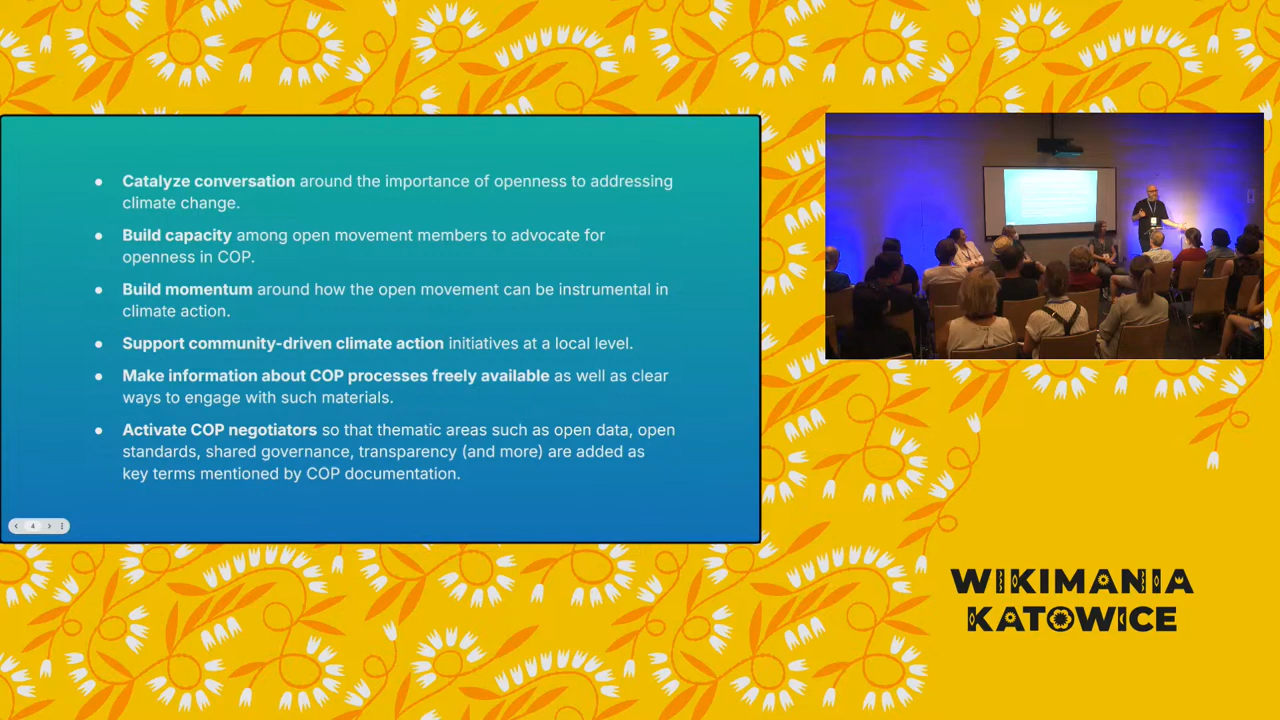 ● Catalyze conversation around the importance of openness to addressing
climate change.
● Build capacity among open movement members to advocate for
openness in COP.
● Build momentum around how the open movement can be instrumental in
climate action.
● Support community-driven climate action initiatives at a local level.
● Make information about COP processes freely available as well as clear
ways to engage with such materials.
● Activate COP negotiators so that thematic areas such as open data, open
standards, shared governance, transparency (and more) are added as
key terms mentioned by COP documentation.
4
WIKIMANIA
KATOWICE